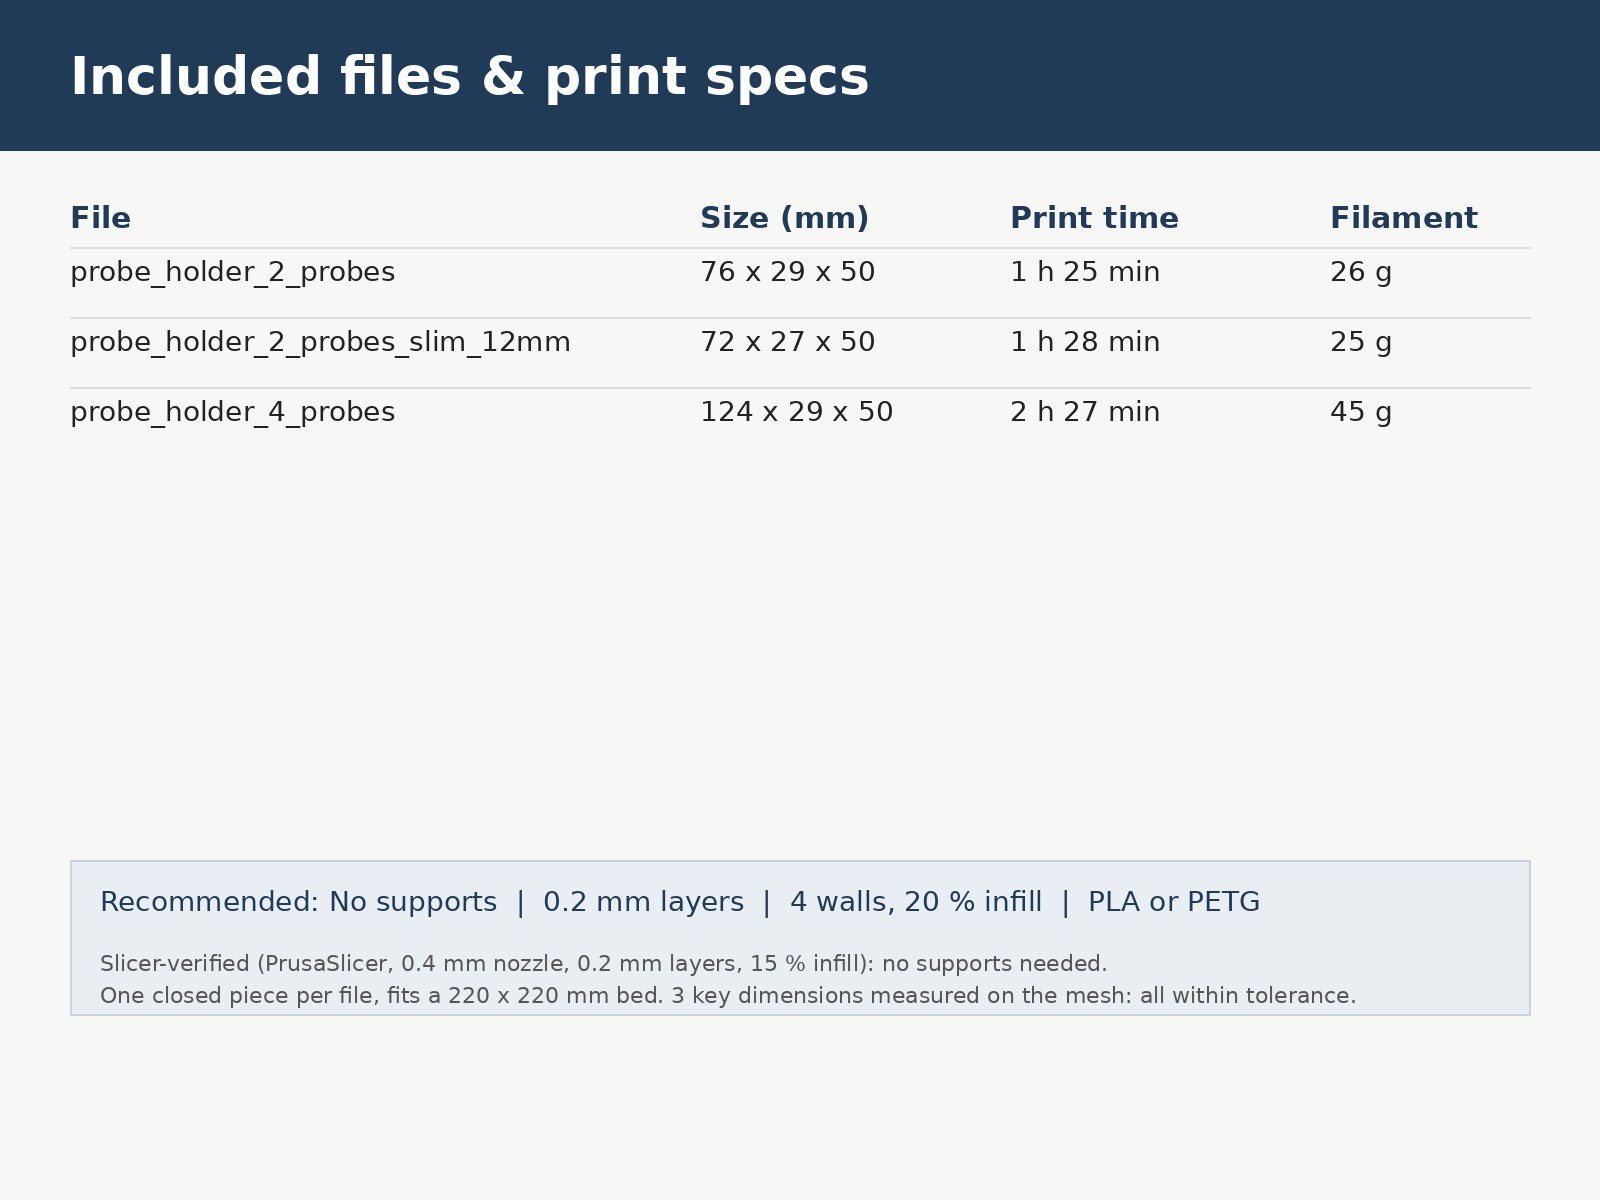 Included files & print specs
File Size (mm) Print time Filament
probe_holder_2_probes 76 x 29 x 50 1 h 25 min 26 g
probe_holder_2_probes_slim_12mm 72 x 27 x 50 1 h 28 min 25 g
probe_holder_4_probes 124 x 29 x 50 2 h 27 min 45 g
Recommended: No supports | 0.2 mm layers | 4 walls, 20 % infill | PLA or PETG
Slicer-verified (PrusaSlicer, 0.4 mm nozzle, 0.2 mm layers, 15 % infill): no supports needed.
One closed piece per file, fits a 220 x 220 mm bed. 3 key dimensions measured on the mesh: all within tolerance.